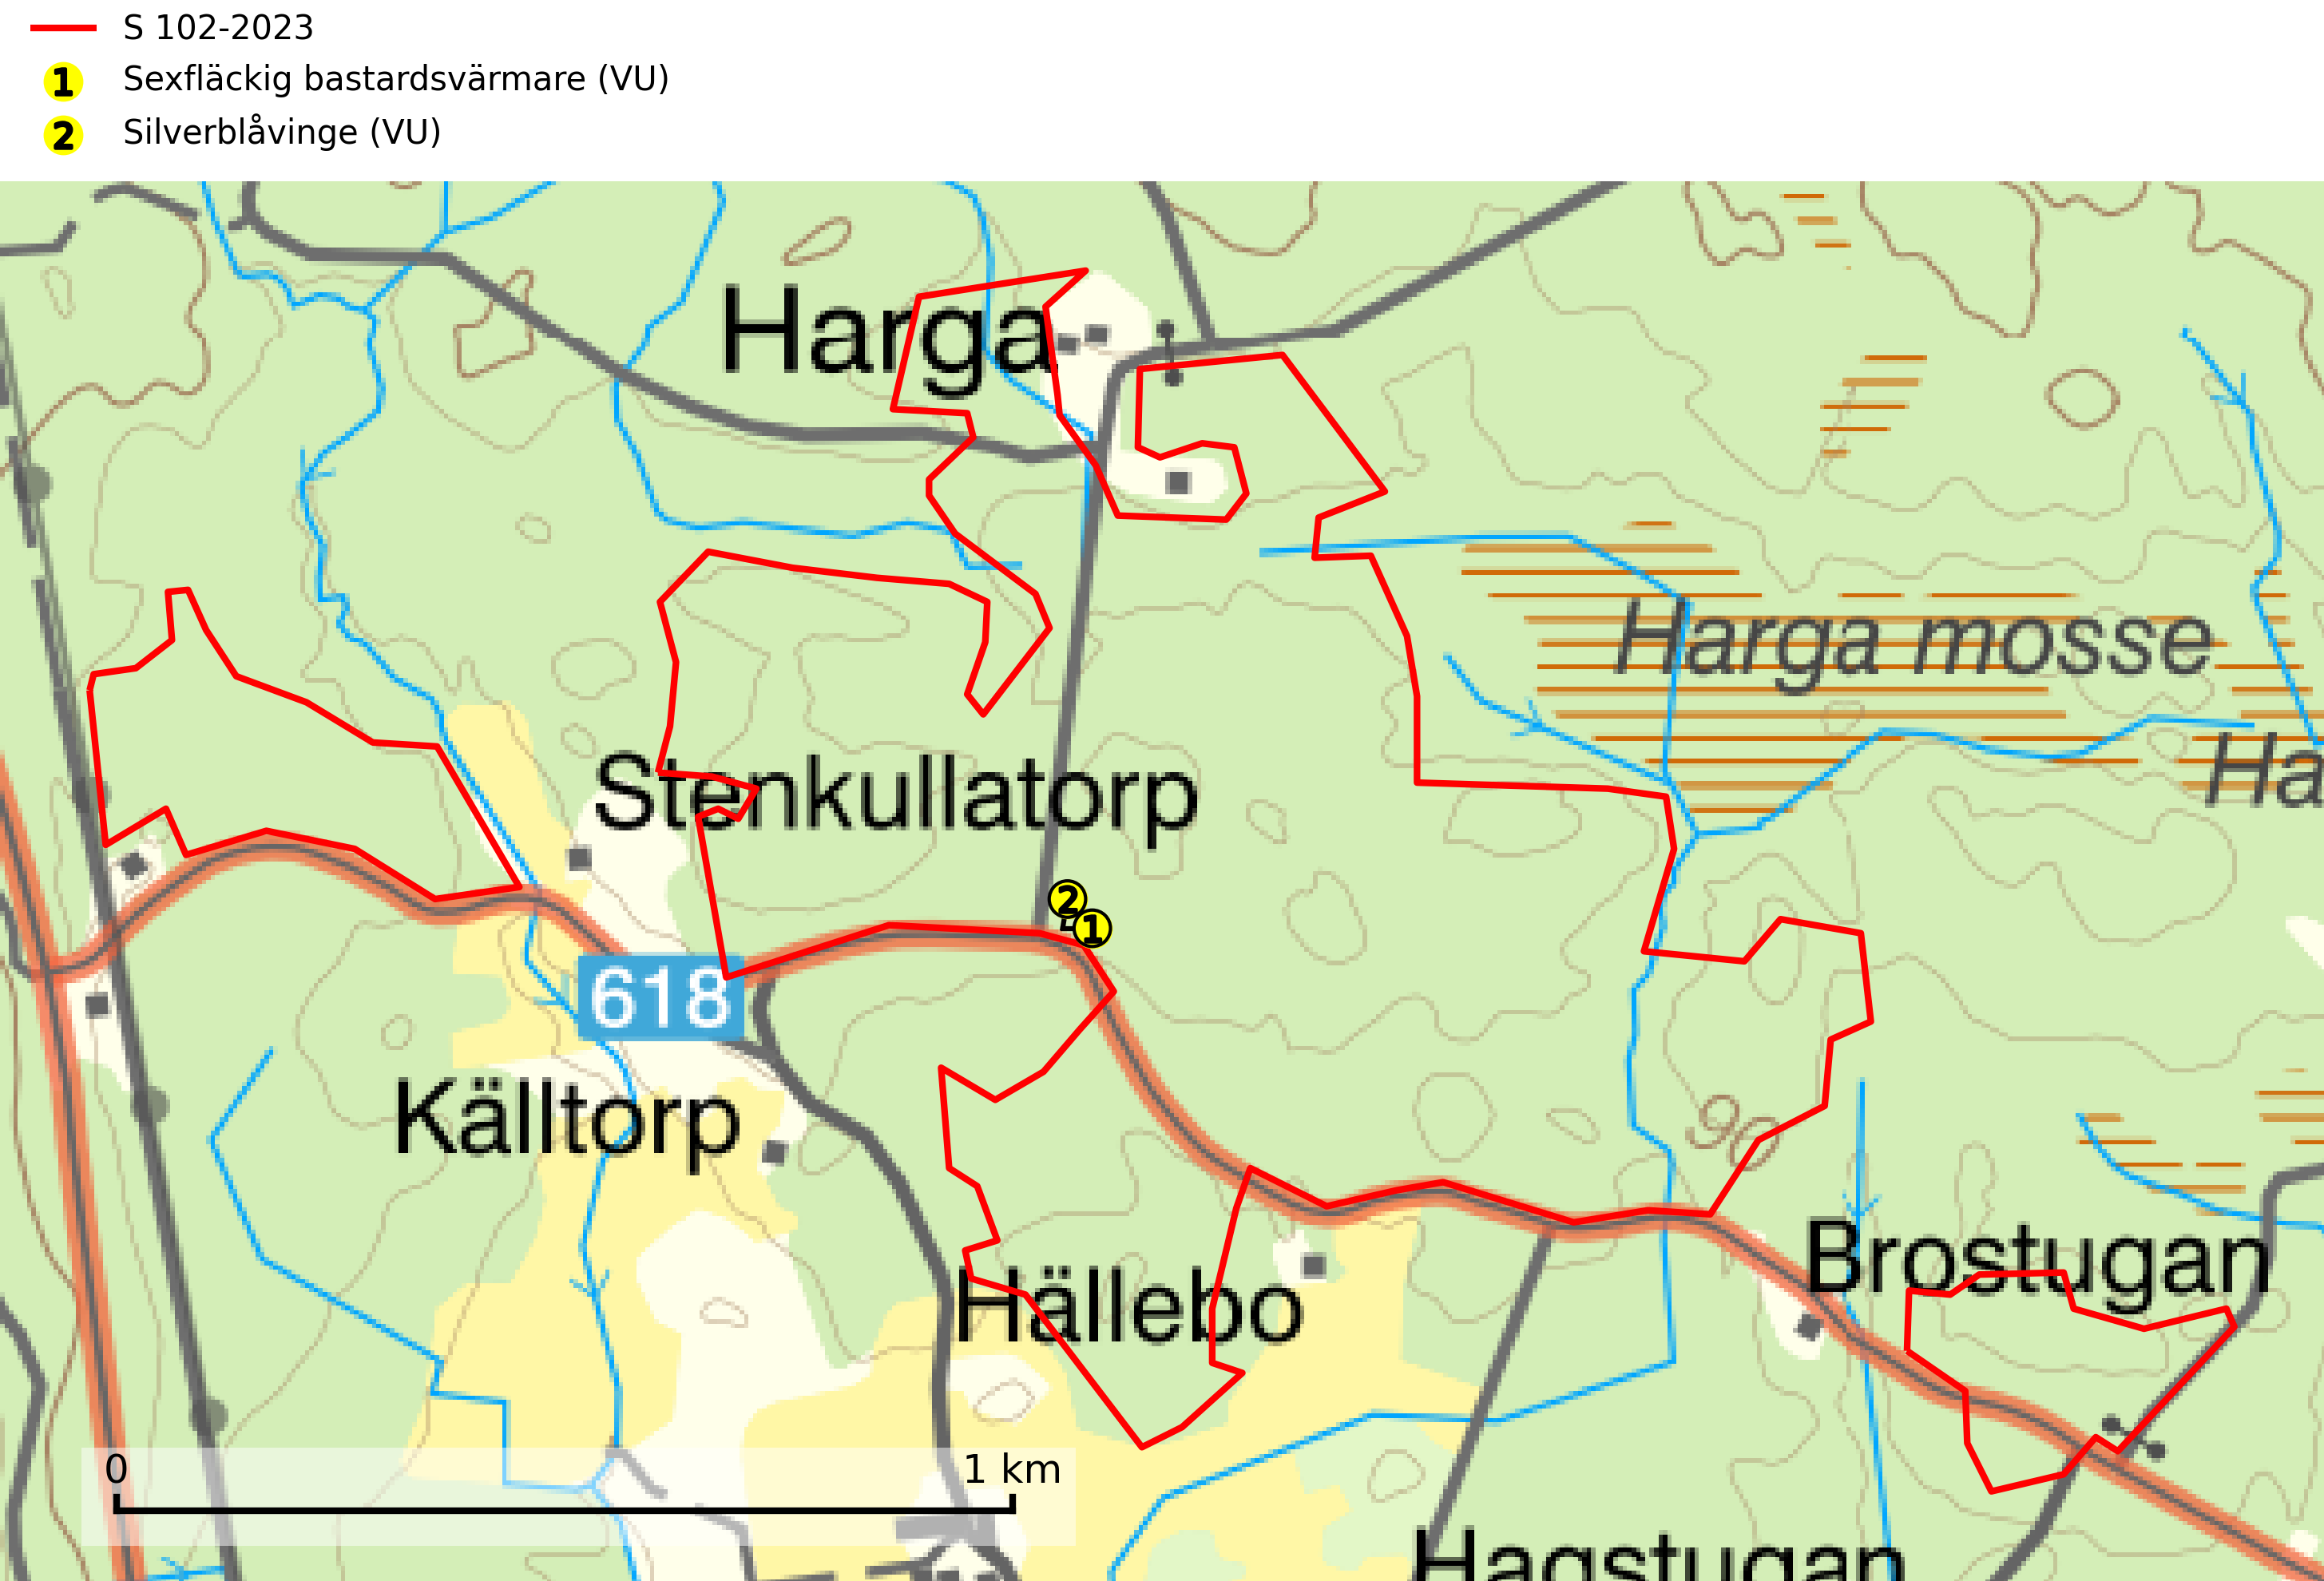 S 102-2023
1 Sexfläckig bastardsvärmare (VU)
2 Silverblåvinge (VU)
Harga
Harga mosse
Ha
Stenkullatorp
2
1
618
Källtorp
90
Brostugan
Hällebo
0 1 km
Hagstugan